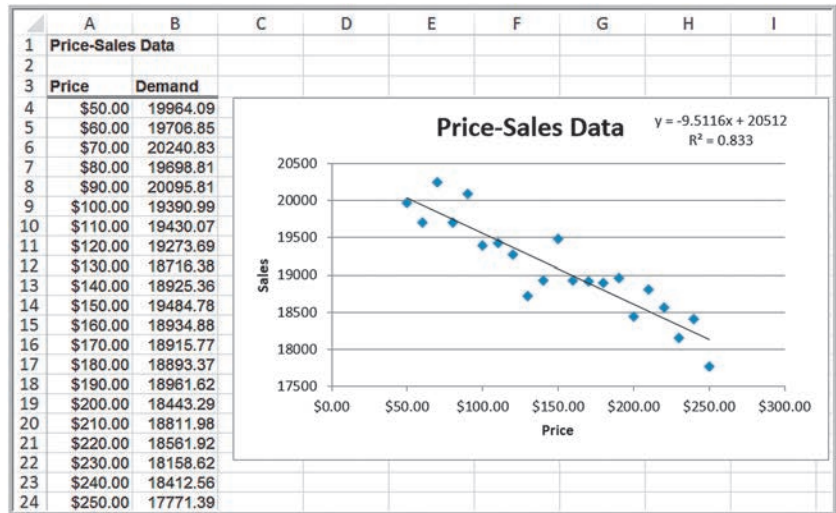 A B C D E F G H I
1 Price-Sales Data
2
3 Price Demand
4 $50.00 19964.09
5 $60.00 19706.85
6 $70.00 20240.83
7 $80.00 19698.81
8 $90.00 20095.81
9 $100.00 19390.99
10 $110.00 19430.07
11 $120.00 19273.69
12 $130.00 18716.38
13 $140.00 18925.36
14 $150.00 19484.78
15 $160.00 18934.88
16 $170.00 18915.77
17 $180.00 18893.37
18 $190.00 18961.62
19 $200.00 18443.29
20 $210.00 18811.98
21 $220.00 18561.92
22 $230.00 18158.62
23 $240.00 18412.56
24 $250.00 17771.39
Price-Sales Data
y = -9.5116x + 20512
R² = 0.833
20500
20000
19500
19000
18500
18000
17500
Sales
$0.00 $50.00 $100.00 $150.00 $200.00 $250.00 $300.00
Price